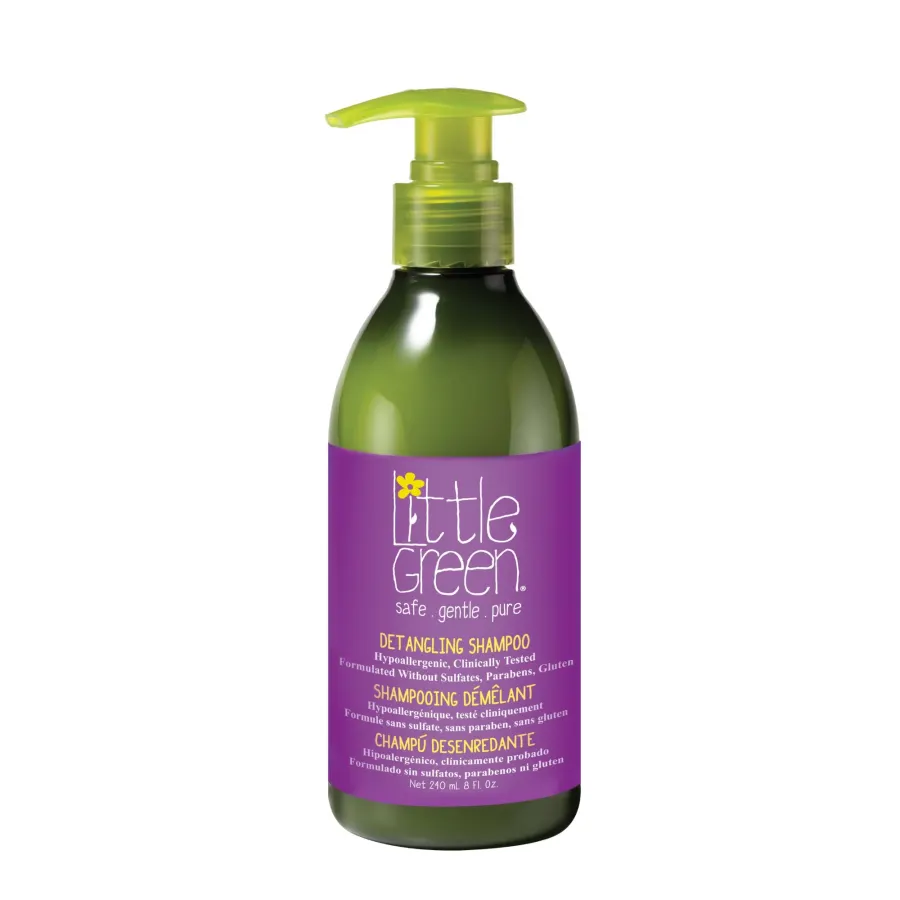 Little
Green®
safe . gentle . pure
DETANGLING SHAMPOO
Hypoallergenic, Clinically Tested
Formulated Without Sulfates, Parabens, Gluten
SHAMPOOING DÉMÊLANT
Hypoallergénique, testé cliniquement
Formule sans sulfate, sans paraben, sans gluten
CHAMPÚ DESENREDANTE
Hipoalergénico, clínicamente probado
Formulado sin sulfatos, parabenos ni gluten
Net 240 mL 8 fl. Oz.